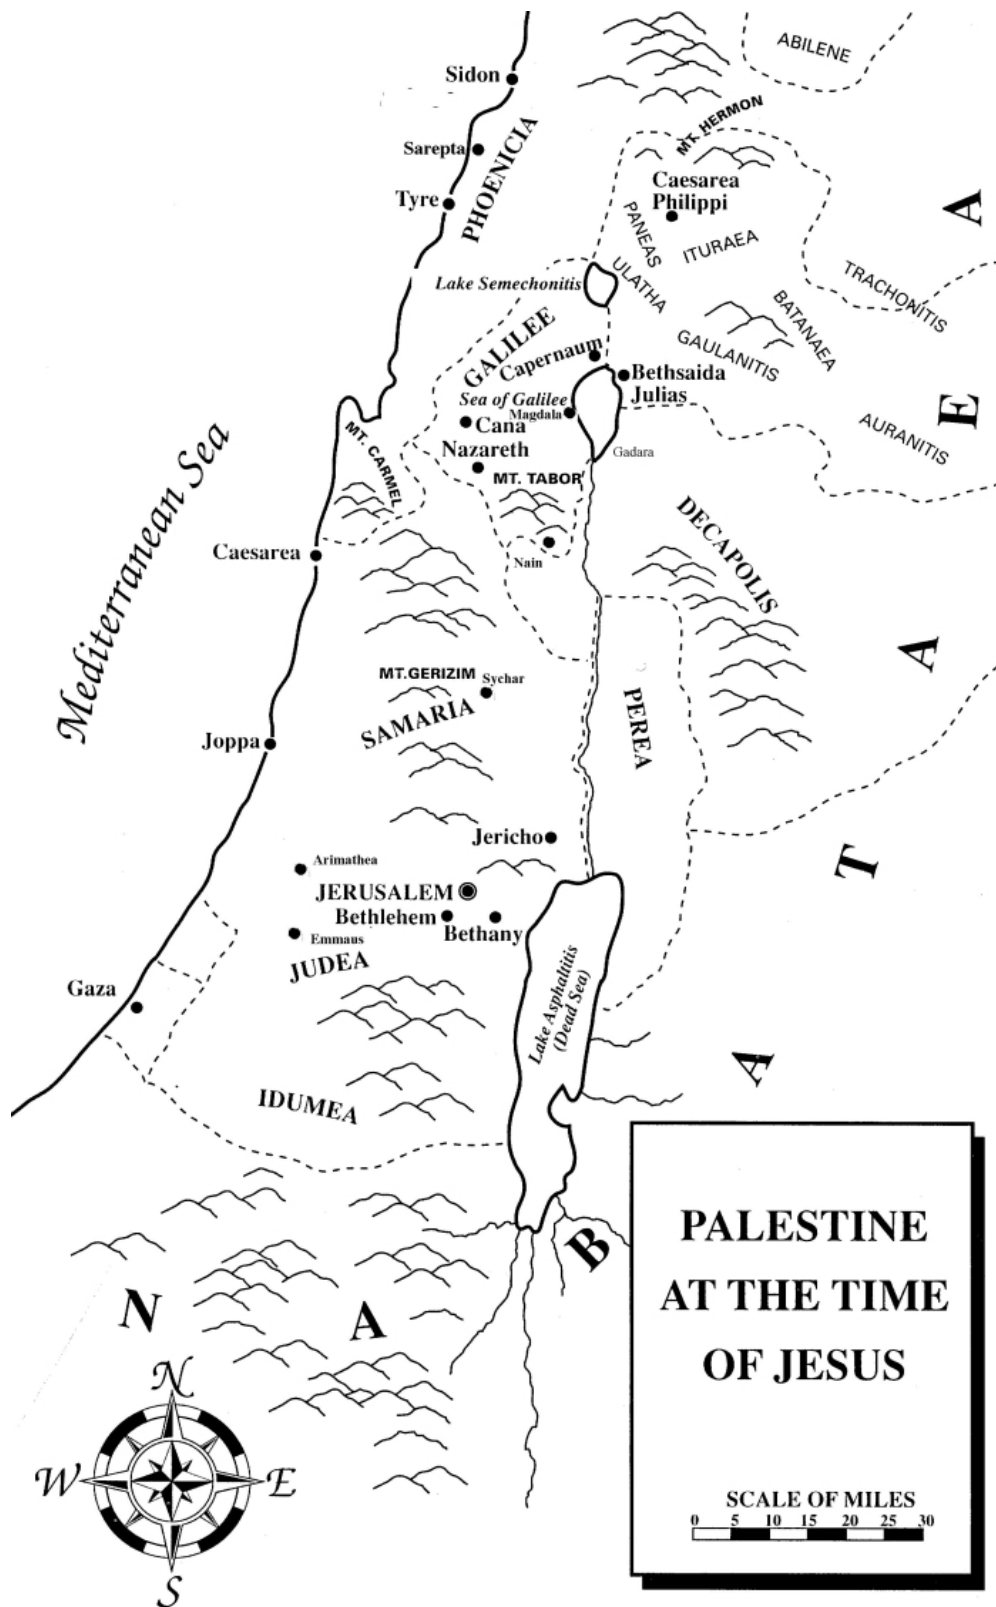 ABILENE
Sidon
MT. HERMON
Sarepta
PHOENICIA
Caesarea
Philippi
Tyre
PANEAS
ITURAEA
A
ULATHA
Lake Semechonitis
TRACHONITIS
BATANAEA
GALILEE
GAULANITIS
Capernaum
Bethsaida
Julias
Sea of Galilee
Magdala
E
Cana
AURANITIS
MT. CARMEL
Nazareth
Gadara
MT. TABOR
Mediterranean Sea
DECAPOLIS
Caesarea
Nain
A
MT.GERIZIM
Sychar
SAMARIA
PEREA
Joppa
Jericho
T
Arimathea
JERUSALEM
Bethlehem
Bethany
Emmaus
JUDEA
Gaza
Lake Asphaltitis
(Dead Sea)
A
IDUMEA
B
N
A
PALESTINE
AT THE TIME
OF JESUS
N
W
E
S
SCALE OF MILES
0 5 10 15 20 25 30